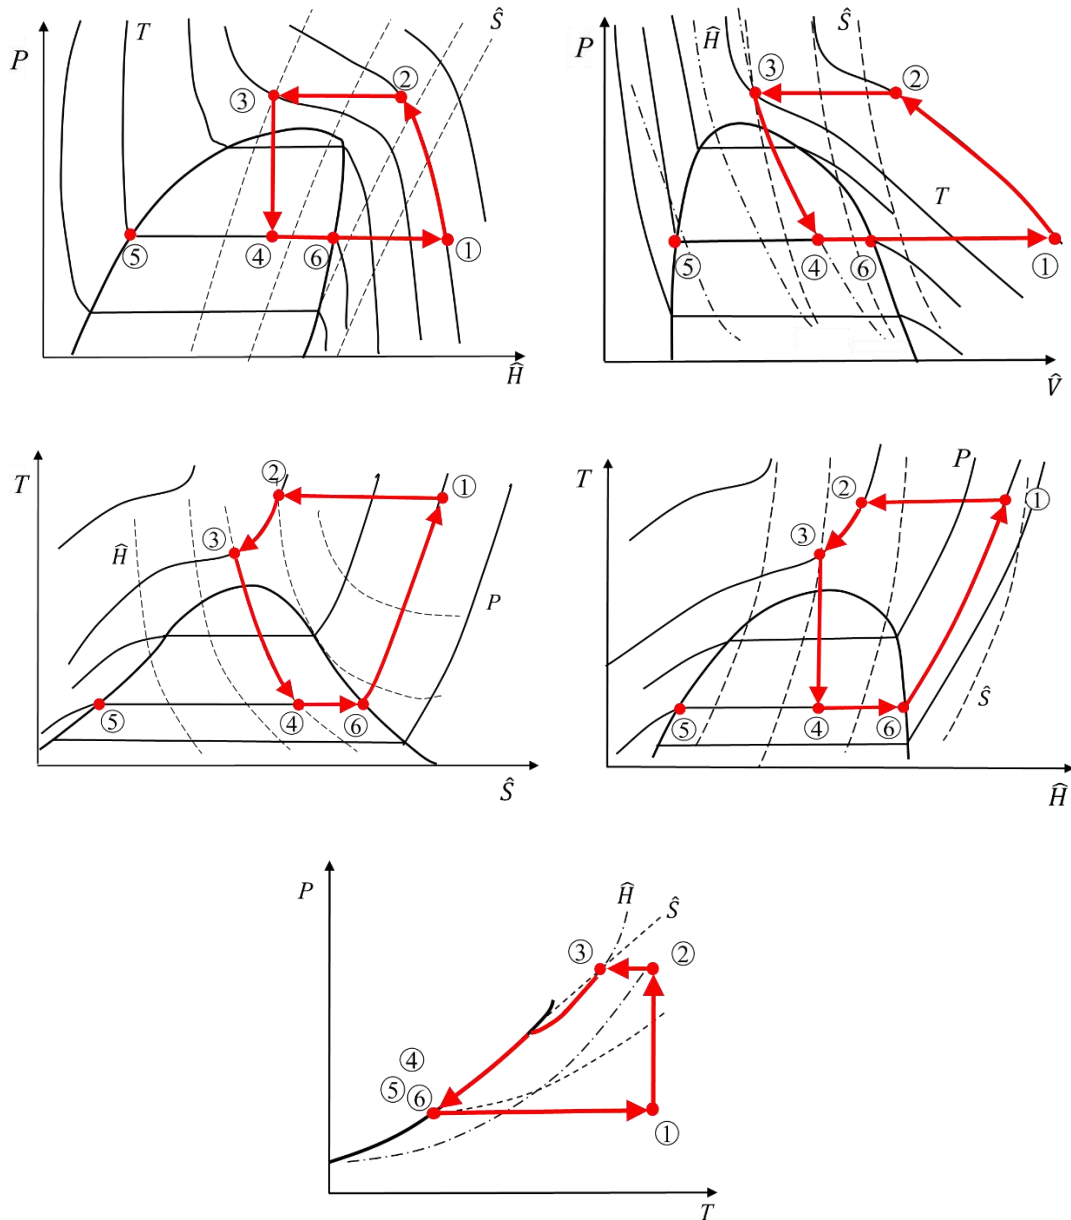 P T Ŝ
② ③
⑤ ④ ⑥ ①
Ĥ
P Ĥ Ŝ
③ ②
T
⑤ ④ ⑥ ①
V̂
T ② ①
③
Ĥ
P
⑤ ④ ⑥
Ŝ
T P
② ①
③
Ŝ
⑤ ④ ⑥
Ĥ
P Ĥ Ŝ
③ ②
④
⑤ ⑥
①
T